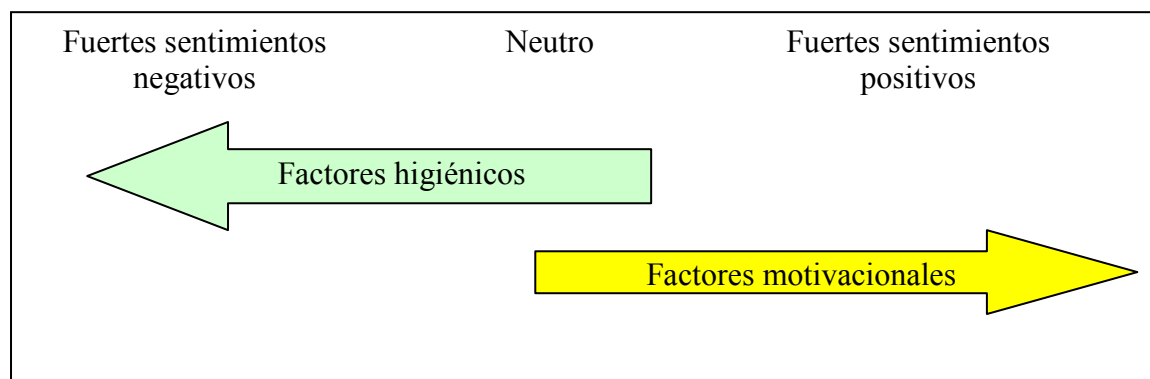 Fuertes sentimientos negativos
Neutro
Fuertes sentimientos positivos
Factores higiénicos
Factores motivacionales